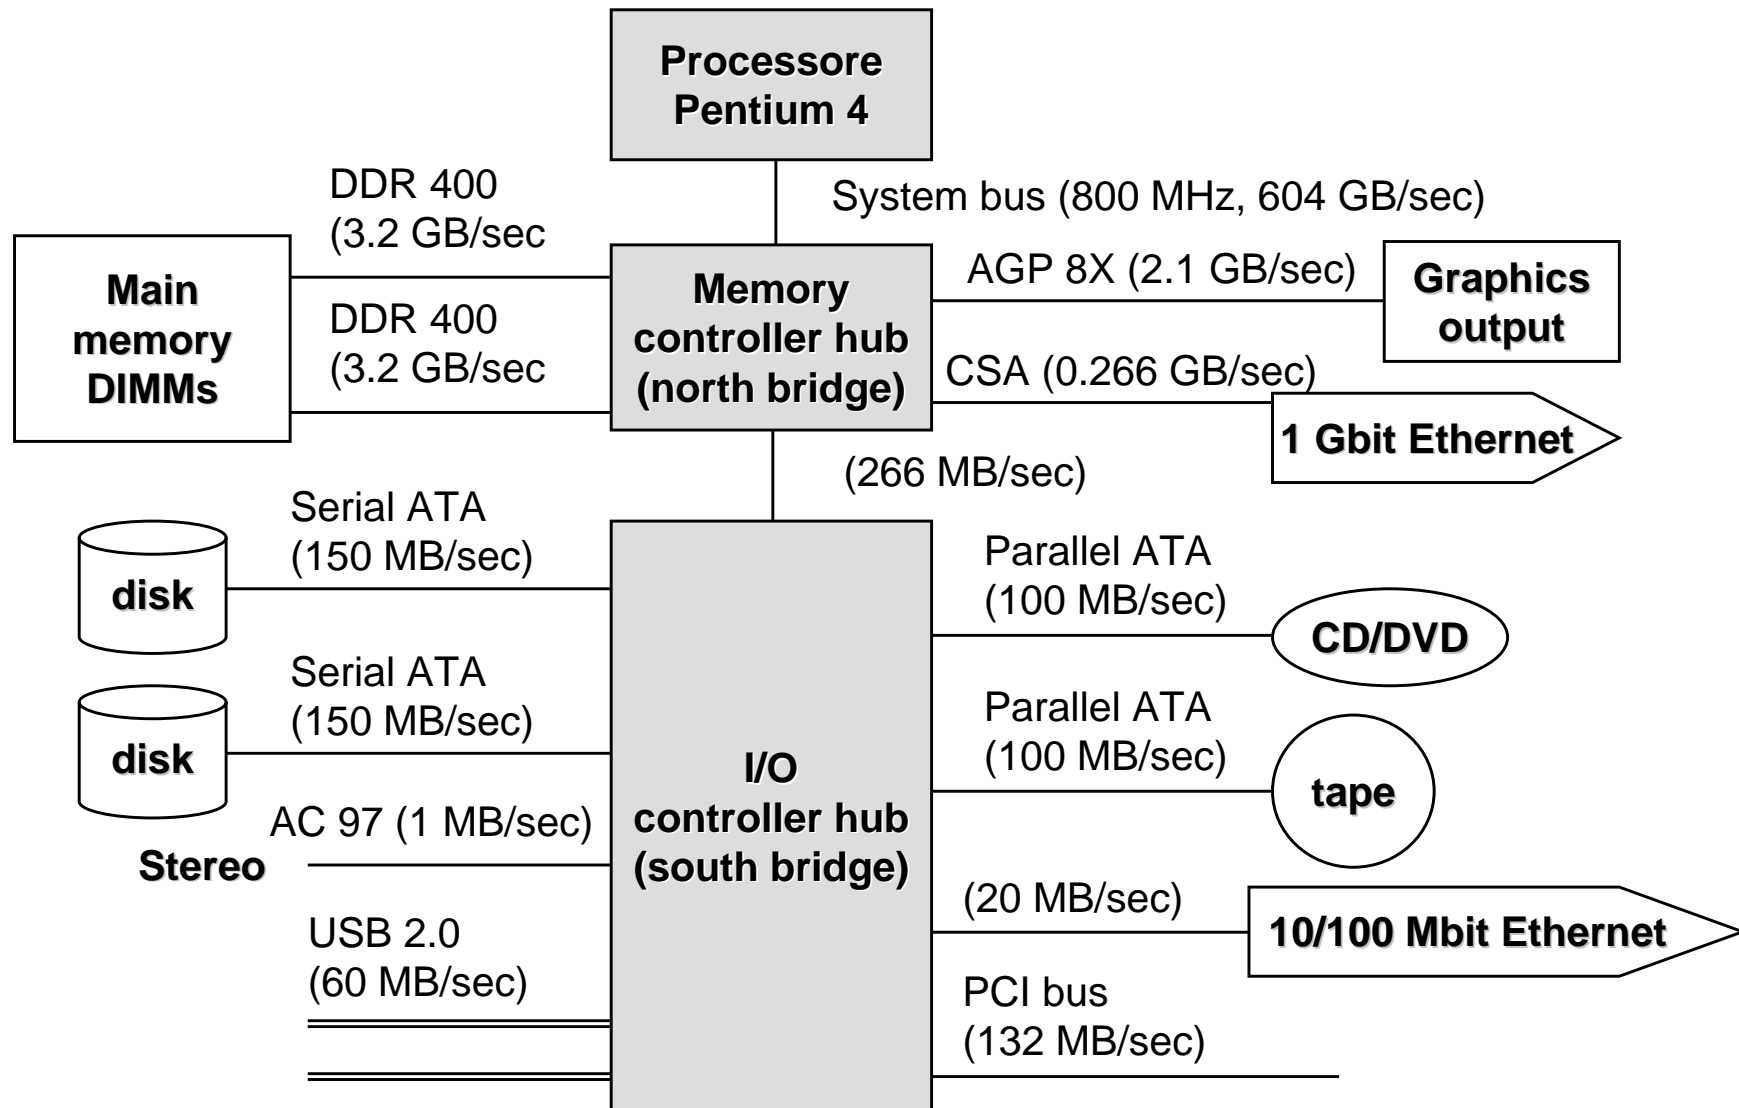 Processore
Pentium 4
DDR 400
(3.2 GB/sec
System bus (800 MHz, 604 GB/sec)
Main
memory
DIMMs
DDR 400
(3.2 GB/sec
Memory
controller hub
(north bridge)
AGP 8X (2.1 GB/sec)
Graphics
output
CSA (0.266 GB/sec)
1 Gbit Ethernet
(266 MB/sec)
Serial ATA
(150 MB/sec)
disk
Parallel ATA
(100 MB/sec)
CD/DVD
Serial ATA
(150 MB/sec)
disk
Parallel ATA
(100 MB/sec)
tape
I/O
controller hub
(south bridge)
AC 97 (1 MB/sec)
Stereo
(20 MB/sec)
10/100 Mbit Ethernet
USB 2.0
(60 MB/sec)
PCI bus
(132 MB/sec)